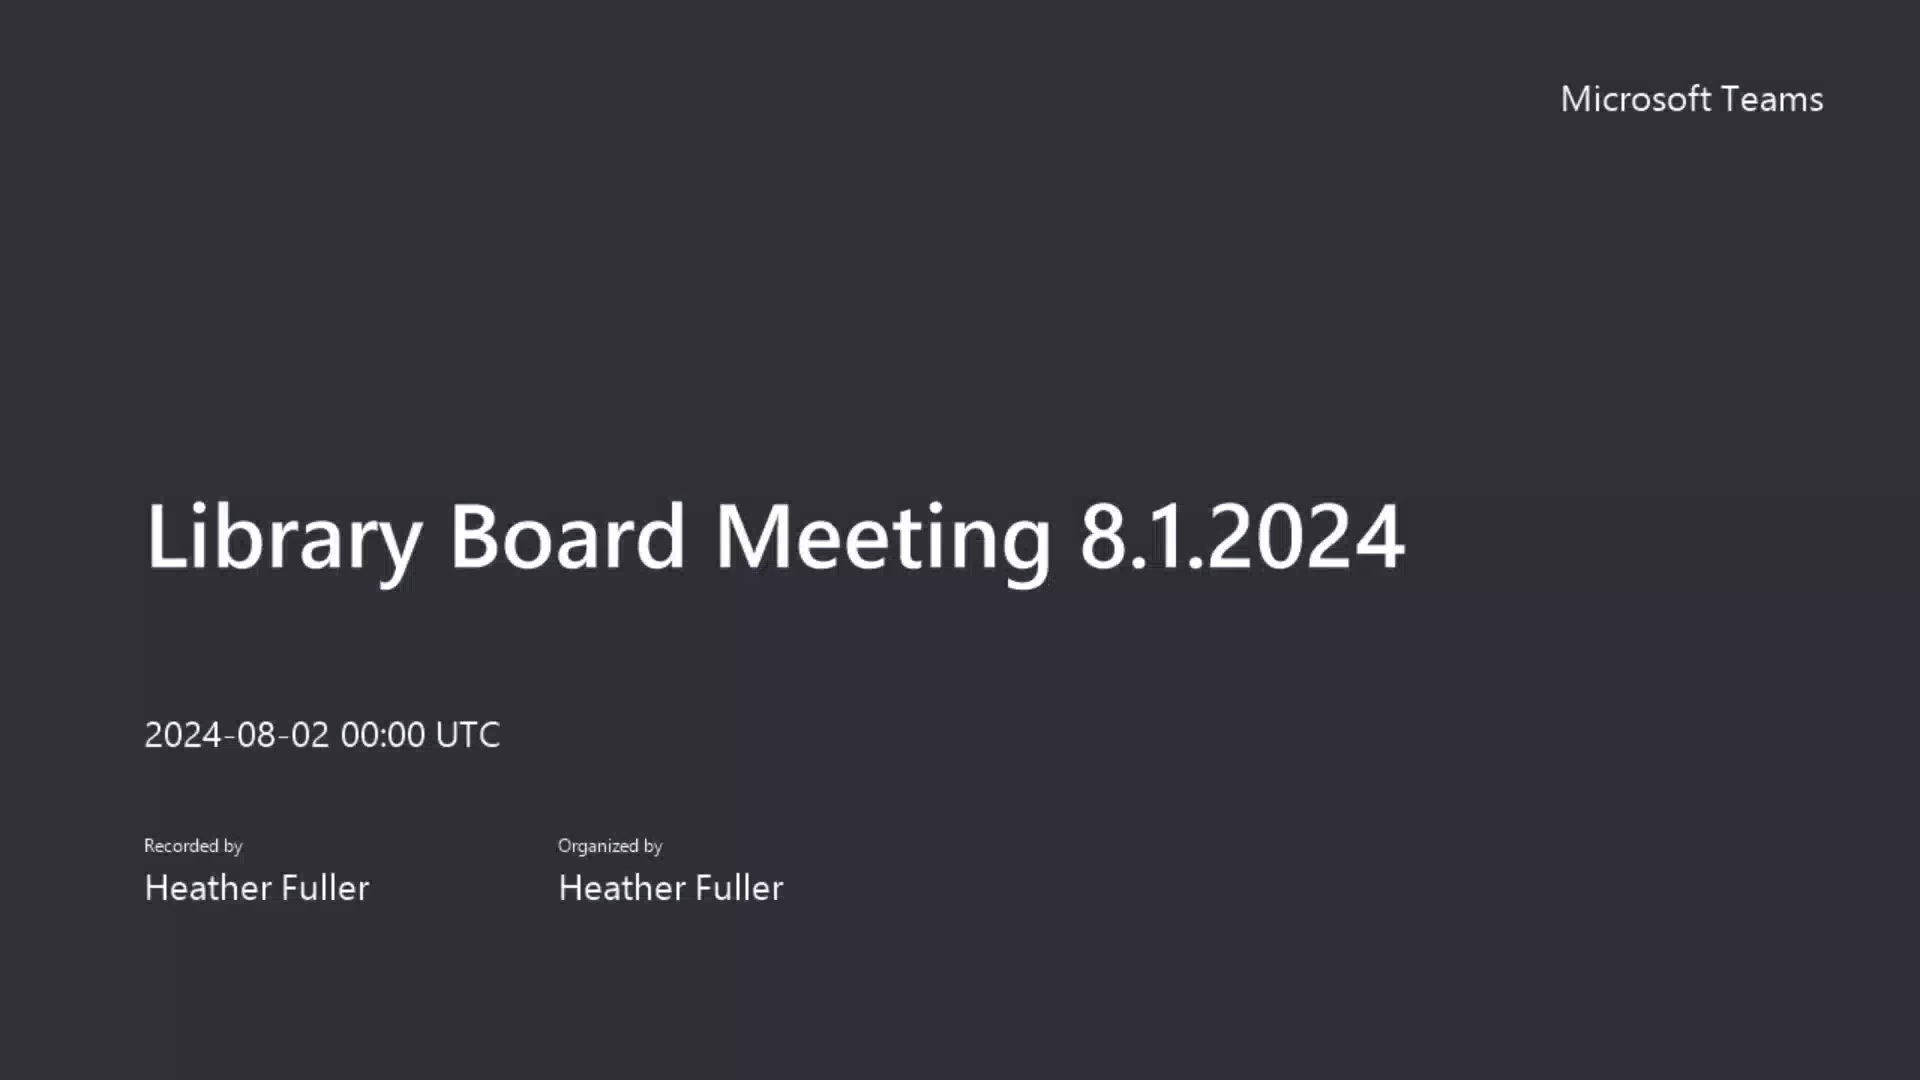 Microsoft Teams
Library Board Meeting 8.1.2024
2024-08-02 00:00 UTC
Recorded by
Heather Fuller
Organized by
Heather Fuller